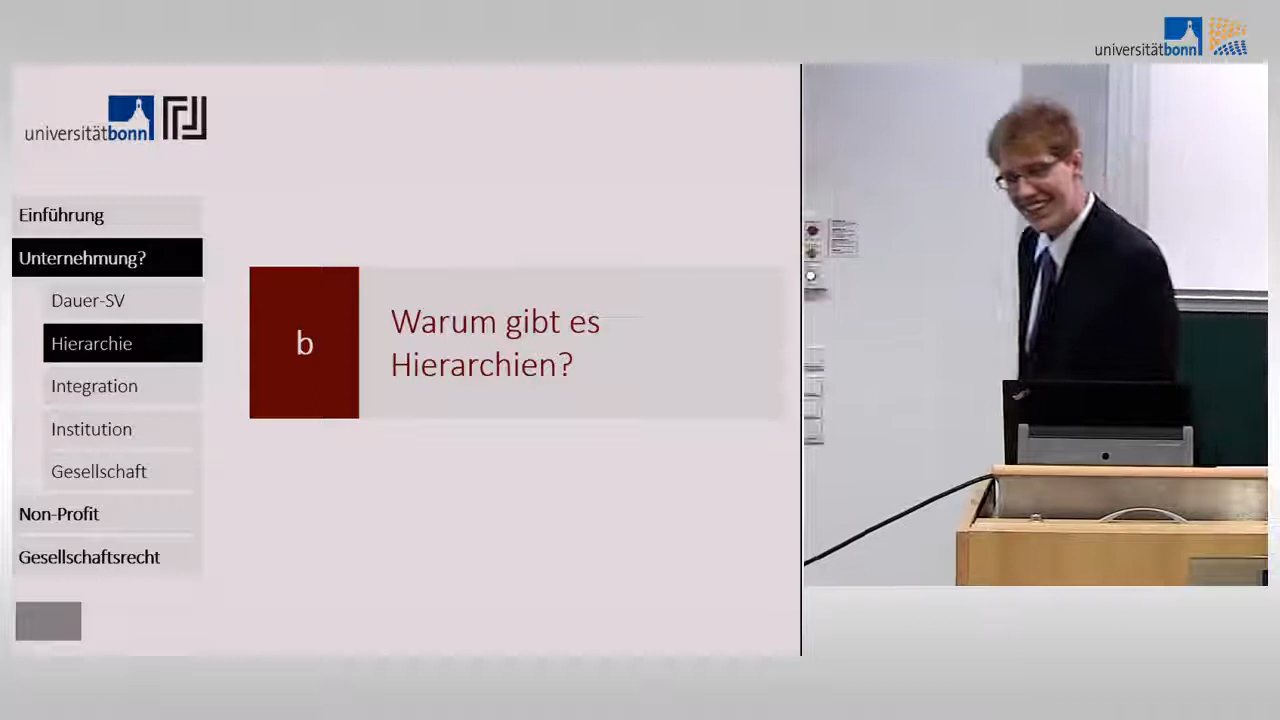 universitätbonn
universitätbonn
Einführung
Unternehmung?
Dauer-SV
Hierarchie
Integration
Institution
Gesellschaft
Non-Profit
Gesellschaftsrecht
b
Warum gibt es
Hierarchien?